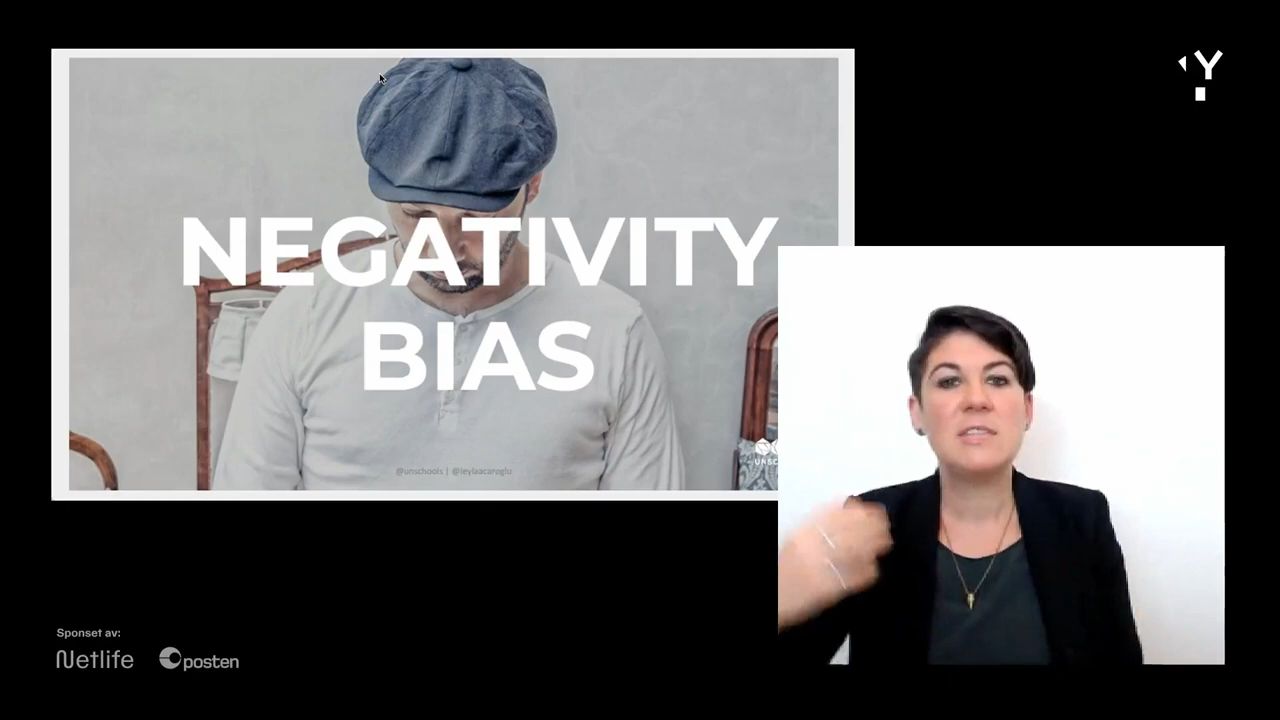 NEGATIVITY
BIAS
@unschools | @leylaacaroglu
Y
Sponset av:
Netlife posten